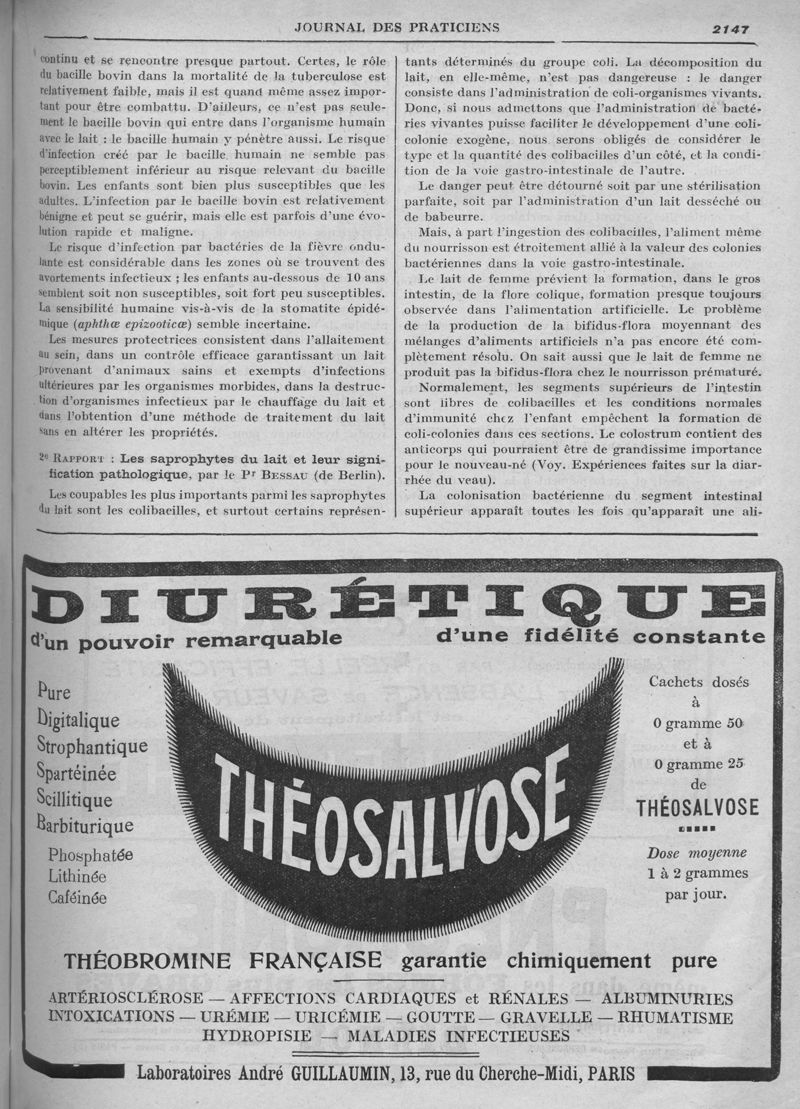 JOURNAL DES PRATICIENS 2147
continu et se rencontre presque partout. Certes, le rôle
du bacille bovin dans la mortalité de la tuberculose est
relativement faible, mais il est quand même assez impor-
tant pour être combattu. D'ailleurs, ce n'est pas seule-
ment le bacille bovin qui entre dans l'organisme humain
avec le lait : le bacille humain y pénètre aussi. Le risque
d'infection créé par le bacille humain ne semble pas
perceptiblement inférieur au risque relevant du bacille
bovin. Les enfants sont bien plus susceptibles que les
adultes. L'infection par le bacille bovin est relativement
bénigne et peut se guérir, mais elle est parfois d'une évo-
lution rapide et maligne.
Le risque d'infection par bactéries de la fièvre ondu-
lante est considérable dans les zones où se trouvent des
avortements infectieux ; les enfants au-dessous de 10 ans
semblent soit non susceptibles, soit fort peu susceptibles.
La sensibilité humaine vis-à-vis de la stomatite épidé-
mique (aphthæ epizooticæ) semble incertaine.
Les mesures protectrices consistent dans l'allaitement
au sein, dans un contrôle efficace garantissant un lait
provenant d'animaux sains et exempts d'infections
ultérieures par les organismes morbides, dans la destruc-
tion d'organismes infectieux par le chauffage du lait et
dans l'obtention d'une méthode de traitement du lait
sans en altérer les propriétés.
2e RAPPORT : Les saprophytes du lait et leur signi-
fication pathologique, par le Pr BESSAU (de Berlin).
Les coupables les plus importants parmi les saprophytes
du lait sont les colibacilles, et surtout certains représen-
tants déterminés du groupe coli. La décomposition du
lait, en elle-même, n'est pas dangereuse : le danger
consiste dans l'administration de coli-organismes vivants.
Donc, si nous admettons que l'administration de bacté-
ries vivantes puisse faciliter le développement d'une coli-
colonie exogène, nous serons obligés de considérer le
type et la quantité des colibacilles d'un côté, et la condi-
tion de la voie gastro-intestinale de l'autre.
Le danger peut être détourné soit par une stérilisation
parfaite, soit par l'administration d'un lait desséché ou
de babeurre.
Mais, à part l'ingestion des colibacilles, l'aliment même
du nourrisson est étroitement allié à la valeur des colonies
bactériennes dans la voie gastro-intestinale.
Le lait de femme prévient la formation, dans le gros
intestin, de la flore colique, formation presque toujours
observée dans l'alimentation artificielle. Le problème
de la production de la bifidus-flora moyennant des
mélanges d'aliments artificiels n'a pas encore été com-
plètement résolu. On sait aussi que le lait de femme ne
produit pas la bifidus-flora chez le nourrisson prématuré.
Normalement, les segments supérieurs de l'intestin
sont libres de colibacilles et les conditions normales
d'immunité chez l'enfant empêchent la formation de
coli-colonies dans ces sections. Le colostrum contient des
anticorps qui pourraient être de grandissime importance
pour le nouveau-né (Voy. Expériences faites sur la diar-
rhée du veau).
La colonisation bactérienne du segment intestinal
supérieur apparaît toutes les fois qu'apparaît une ali-
DIURÉTIQUE
d'un pouvoir remarquable d'une fidélité constante
Pure
Digitalique
Strophantique
Spartéinée
Scillitique
Barbiturique
Phosphatée
Lithinée
Caféinée
THÉOSALVOSE
Cachets dosés
à
0 gramme 50
et à
0 gramme 25
de
THÉOSALVOSE
Dose moyenne
1 à 2 grammes
par jour.
THÉOBROMINE FRANÇAISE garantie chimiquement pure
ARTÉRIOSCLÉROSE — AFFECTIONS CARDIAQUES et RÉNALES — ALBUMINURIES
INTOXICATIONS — URÉMIE — URICÉMIE — GOUTTE — GRAVELLE — RHUMATISME
HYDROPISIE — MALADIES INFECTIEUSES
Laboratoires André GUILLAUMIN, 13, rue du Cherche-Midi, PARIS